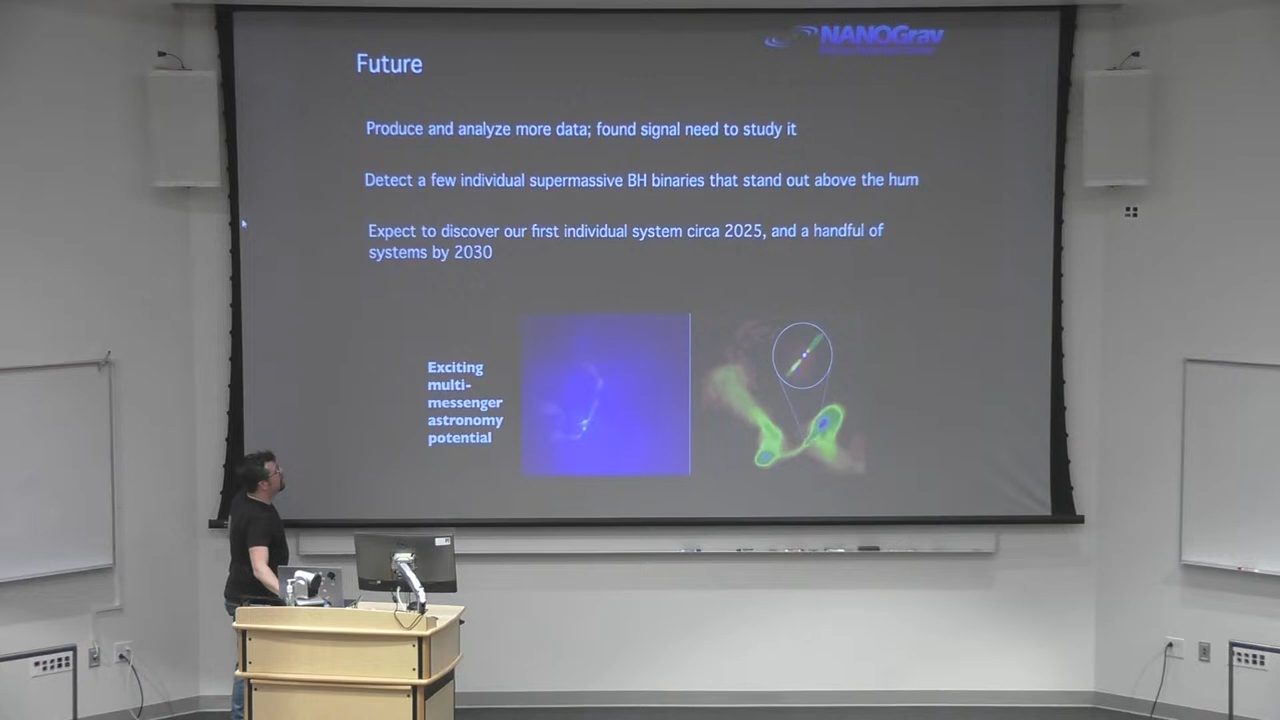 NANOGrav
Future
Produce and analyze more data; found signal need to study it
Detect a few individual supermassive BH binaries that stand out above the hum
Expect to discover our first individual system circa 2025, and a handful of
systems by 2030
Exciting
multi-
messenger
astronomy
potential